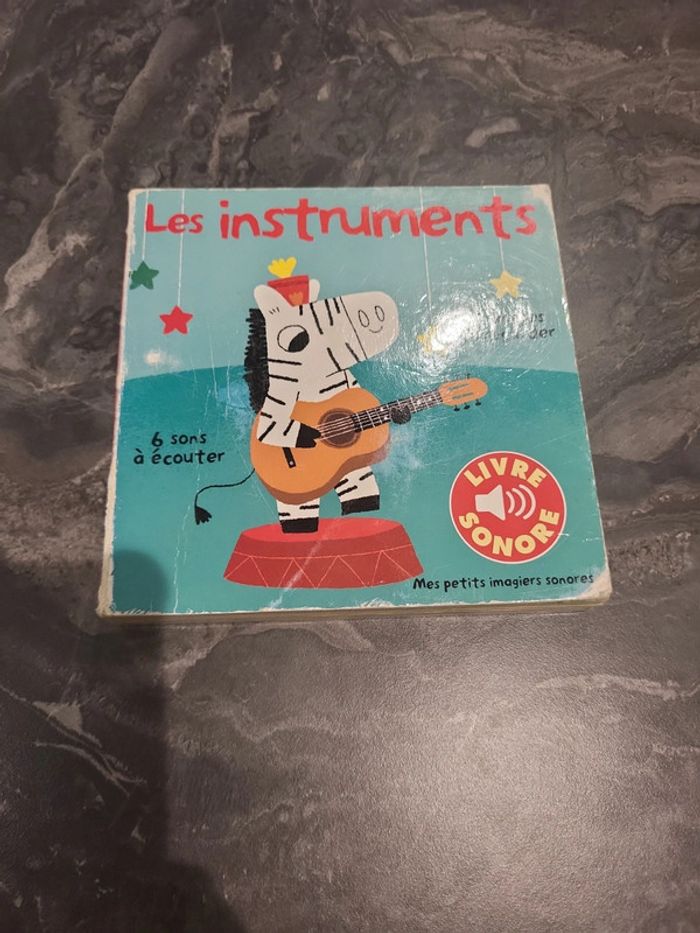 Les instruments
6 sons
à écouter
LIVRE
SONORE
Mes petits imagiers sonores